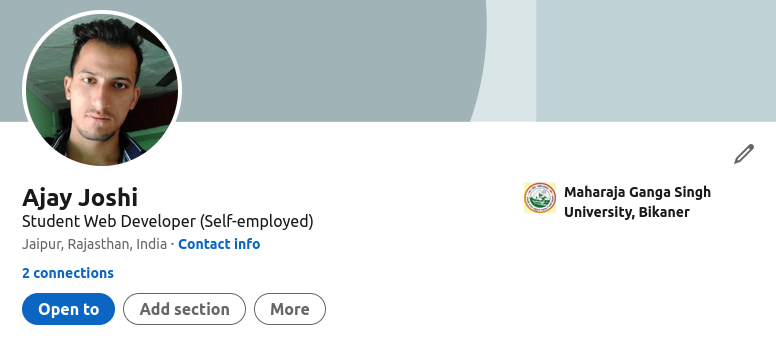 Ajay Joshi
Student Web Developer (Self-employed)
Jaipur, Rajasthan, India · Contact info
2 connections
Open to
Add section
More
Maharaja Ganga Singh
University, Bikaner